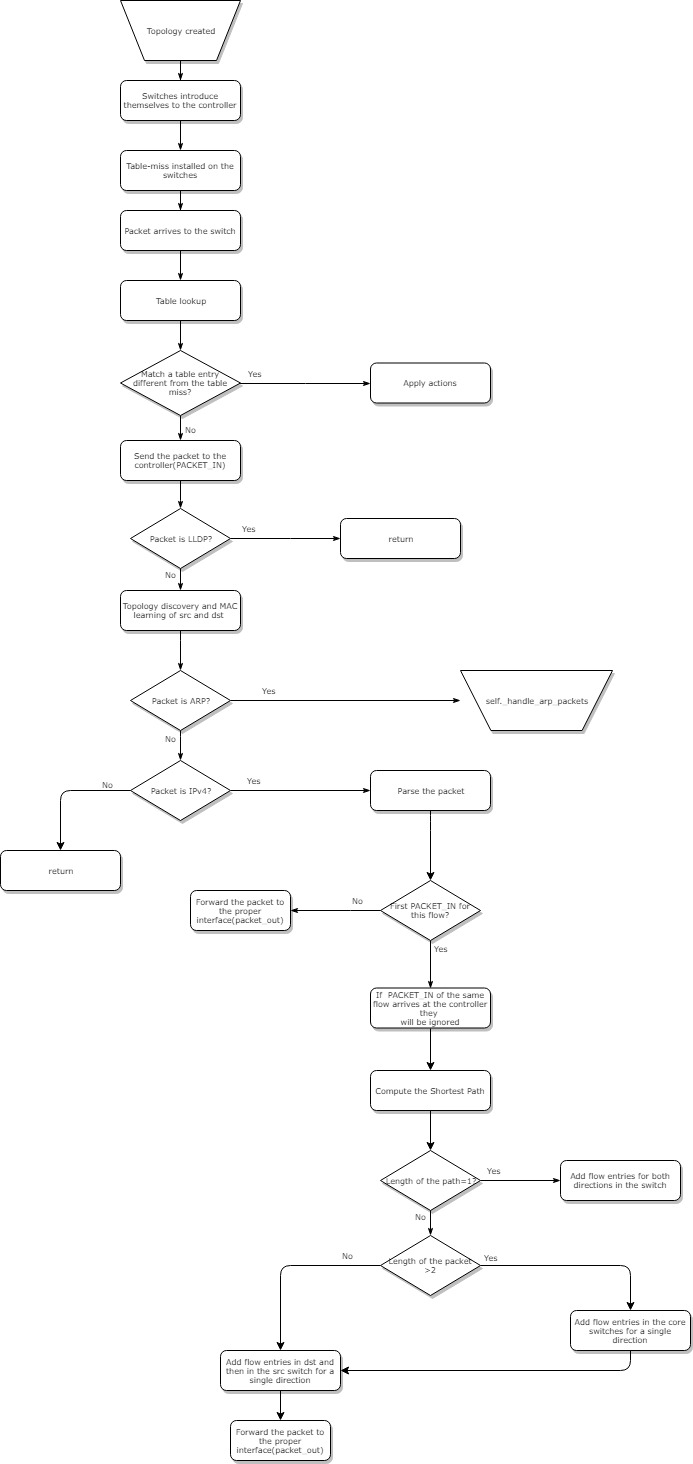 Topology created
Switches introduce
themselves to the controller
Table-miss installed on the
switches
Packet arrives to the switch
Table lookup
Match a table entry
different from the table
miss?
Yes
Apply actions
No
Send the packet to the
controller(PACKET_IN)
Packet is LLDP?
Yes
return
No
Topology discovery and MAC
learning of src and dst
Packet is ARP?
Yes
self._handle_arp_packets
No
Packet is IPv4?
No
Yes
Parse the packet
return
First PACKET_IN for
this flow?
No
Forward the packet to
the proper
interface(packet_out)
Yes
If  PACKET_IN of the same
flow arrives at the controller
they
will be ignored
Compute the Shortest Path
Length of the path=1?
Yes
Add flow entries for both
directions in the switch
No
Length of the packet
>2
No
Yes
Add flow entries in the core
switches for a single
direction
Add flow entries in dst and
then in the src switch for a
single direction
Forward the packet to
the proper
interface(packet_out)